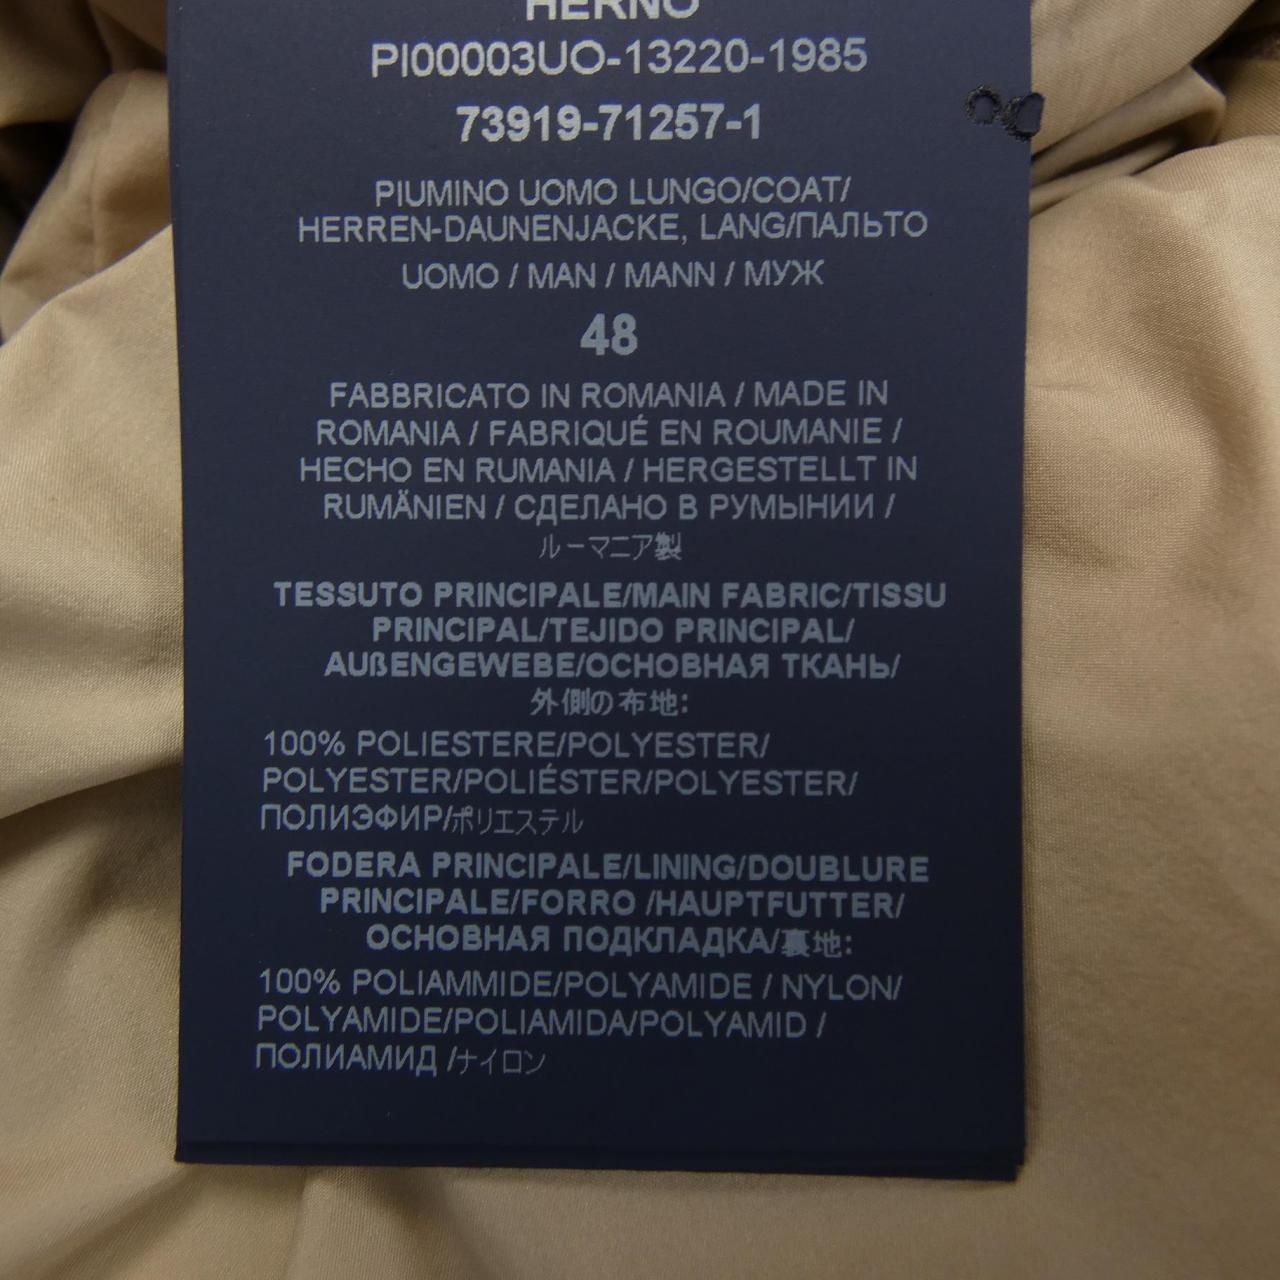 HERNO
PI00003UO-13220-1985
73919-71257-1
PIUMINO UOMO LUNGO/COAT/
HERREN-DAUNENJACKE, LANG/ПАЛЬТО
UOMO / MAN / MANN / МУЖ
48
FABBRICATO IN ROMANIA / MADE IN
ROMANIA / FABRIQUÉ EN ROUMANIE /
HECHO EN RUMANIA / HERGESTELLT IN
RUMÄNIEN / СДЕЛАНО В РУМЫНИИ /
ルーマニア製
TESSUTO PRINCIPALE/MAIN FABRIC/TISSU
PRINCIPAL/TEJIDO PRINCIPAL/
AUßENGEWEBE/ОСНОВНАЯ ТКАНЬ/
外側の布地:
100% POLIESTERE/POLYESTER/
POLYESTER/POLIÉSTER/POLYESTER/
ПОЛИЭФИР/ポリエステル
FODERA PRINCIPALE/LINING/DOUBLURE
PRINCIPALE/FORRO /HAUPTFUTTER/
ОСНОВНАЯ ПОДКЛАДКА/裏地:
100% POLIAMMIDE/POLYAMIDE / NYLON/
POLYAMIDE/POLIAMIDA/POLYAMID /
ПОЛИАМИД /ナイロン